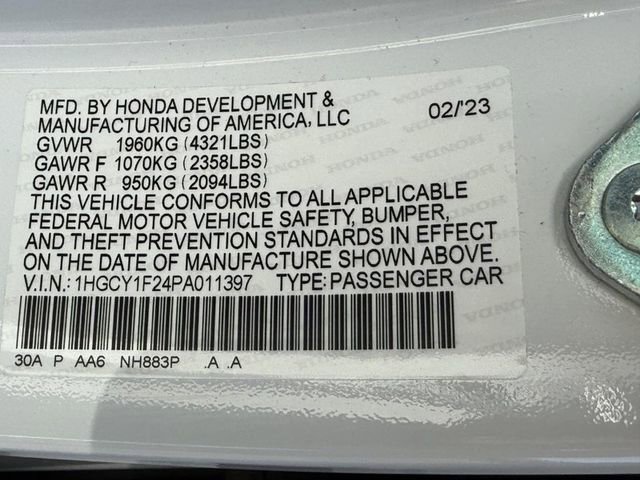 MFD. BY HONDA DEVELOPMENT & 02/'23
MANUFACTURING OF AMERICA, LLC
GVWR 1960KG (4321LBS)
GAWR F 1070KG (2358LBS)
GAWR R 950KG (2094LBS)
THIS VEHICLE CONFORMS TO ALL APPLICABLE
FEDERAL MOTOR VEHICLE SAFETY, BUMPER,
AND THEFT PREVENTION STANDARDS IN EFFECT
ON THE DATE OF MANUFACTURE SHOWN ABOVE.
V.I.N.: 1HGCY1F24PA011397 TYPE: PASSENGER CAR
30A P AA6 NH883P .A .A